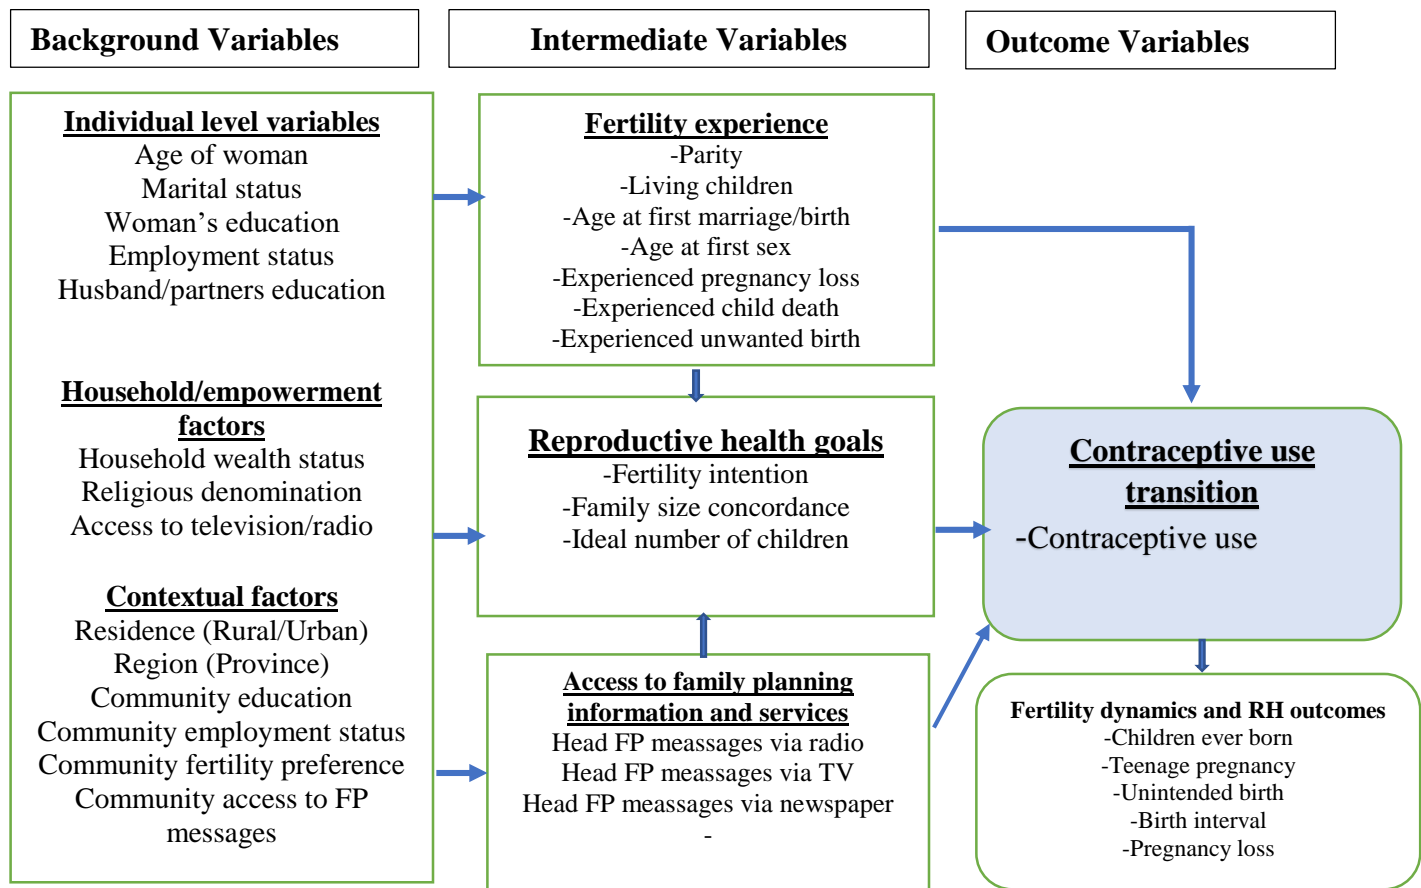 Background Variables
Intermediate Variables
Outcome Variables
Individual level variables
Age of woman
Marital status
Woman’s education
Employment status
Husband/partners education
Household/empowerment
factors
Household wealth status
Religious denomination
Access to television/radio
Contextual factors
Residence (Rural/Urban)
Region (Province)
Community education
Community employment status
Community fertility preference
Community access to FP
messages
Fertility experience
-Parity
-Living children
-Age at first marriage/birth
-Age at first sex
-Experienced pregnancy loss
-Experienced child death
-Experienced unwanted birth
Reproductive health goals
-Fertility intention
-Family size concordance
-Ideal number of children
Access to family planning
information and services
Head FP meassages via radio
Head FP meassages via TV
Head FP meassages via newspaper
-
Contraceptive use
transition
-Contraceptive use
Fertility dynamics and RH outcomes
-Children ever born
-Teenage pregnancy
-Unintended birth
-Birth interval
-Pregnancy loss